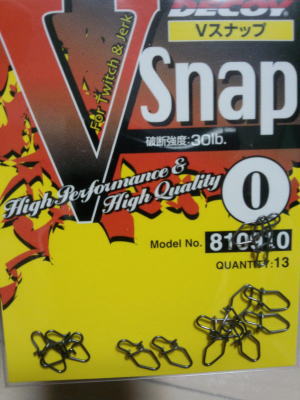 DECOY
Vスナップ
V Snap
For Twitch & Jerk
破断強度:30lb.
High Performance &
High Quality
0
Model No.
QUANTITY:13